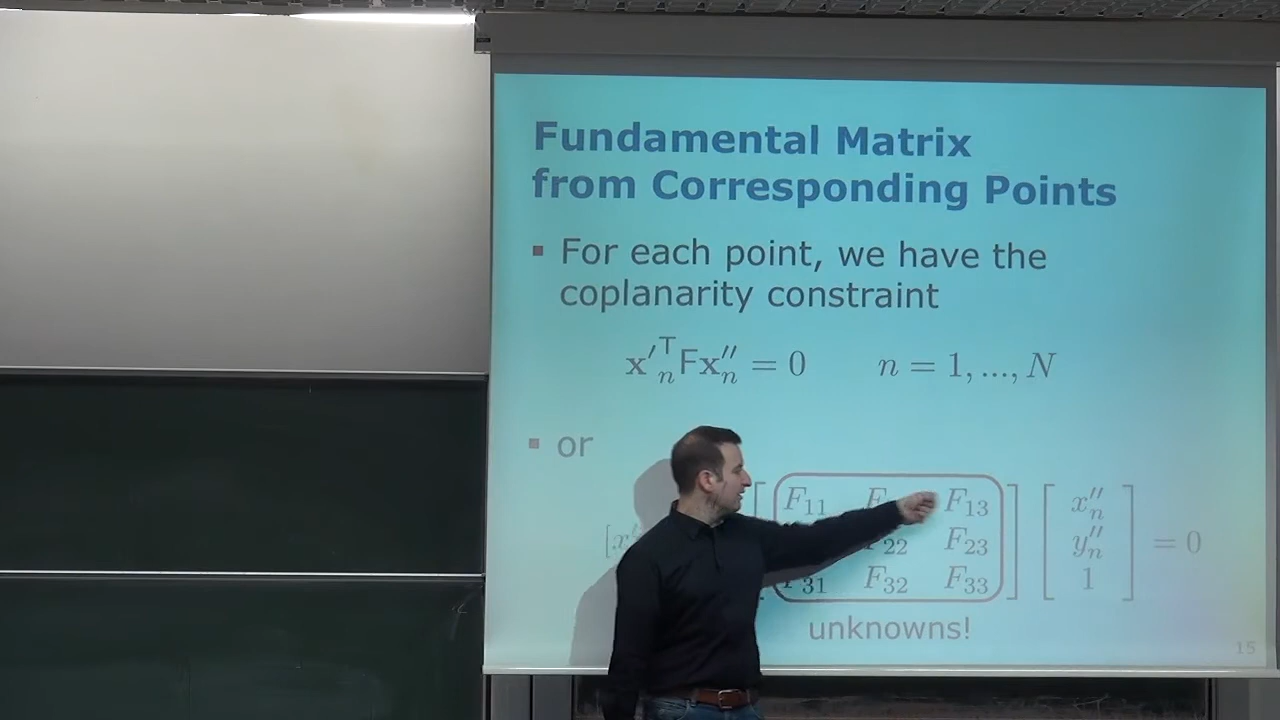 Fundamental Matrix
from Corresponding Points
▪ For each point, we have the
coplanarity constraint
x′ₙᵀFx″ₙ = 0 n = 1, ..., N
▪ or
F₁₁ F₁₃ x″ₙ
F₂₂ F₂₃ y″ₙ = 0
F₃₁ F₃₂ F₃₃ 1
unknowns!
15